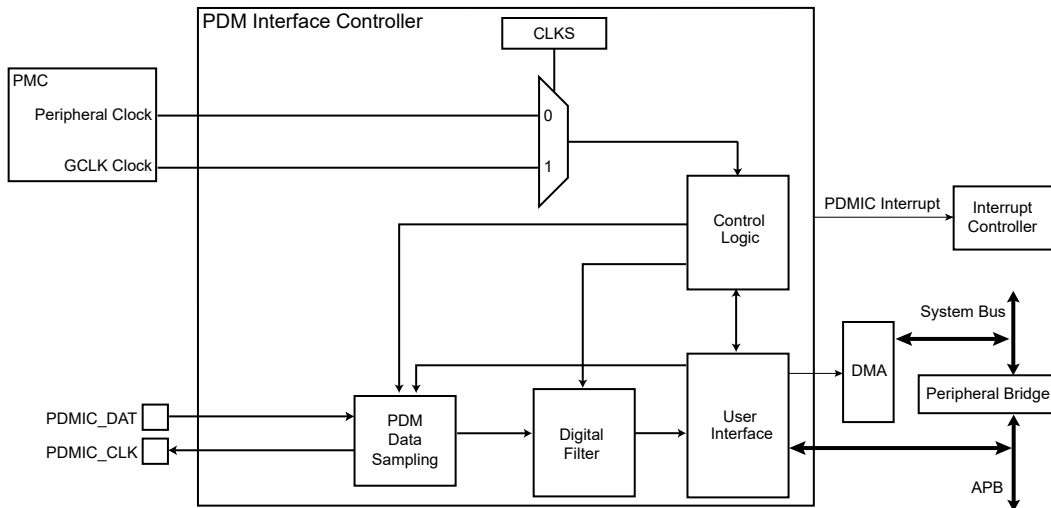 PDM Interface Controller
CLKS
PMC
Peripheral Clock
0
GCLK Clock
1
PDMIC Interrupt
Interrupt
Controller
Control
Logic
System Bus
DMA
Peripheral Bridge
PDMIC_DAT
PDMIC_CLK
PDM
Data
Sampling
Digital
Filter
User
Interface
APB